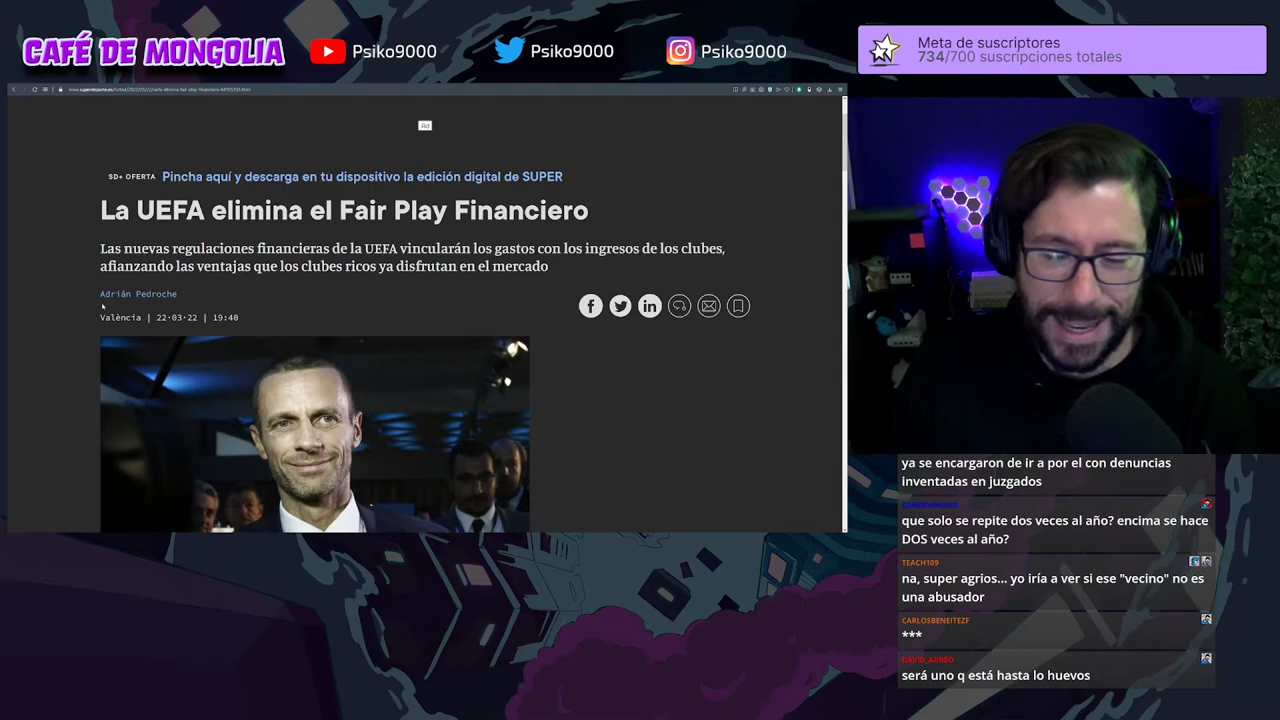 CAFÉ DE MONGOLIA
Psiko9000
Psiko9000
Psiko9000
Meta de suscriptores
734/700 suscripciones totales
Ad
SD+ OFERTA Pincha aquí y descarga en tu dispositivo la edición digital de SUPER
La UEFA elimina el Fair Play Financiero
Las nuevas regulaciones financieras de la UEFA vincularán los gastos con los ingresos de los clubes,
afianzando las ventajas que los clubes ricos ya disfrutan en el mercado
Adrián Pedroche
València | 22·03·22 | 19:40
ya se encargaron de ir a por el con denuncias
inventadas en juzgados
que solo se repite dos veces al año? encima se hace
DOS veces al año?
TEACH109
na, super agrios... yo iría a ver si ese "vecino" no es
una abusador
CARLOSBENEITEZF
***
DAVID_AUREO
será uno q está hasta lo huevos